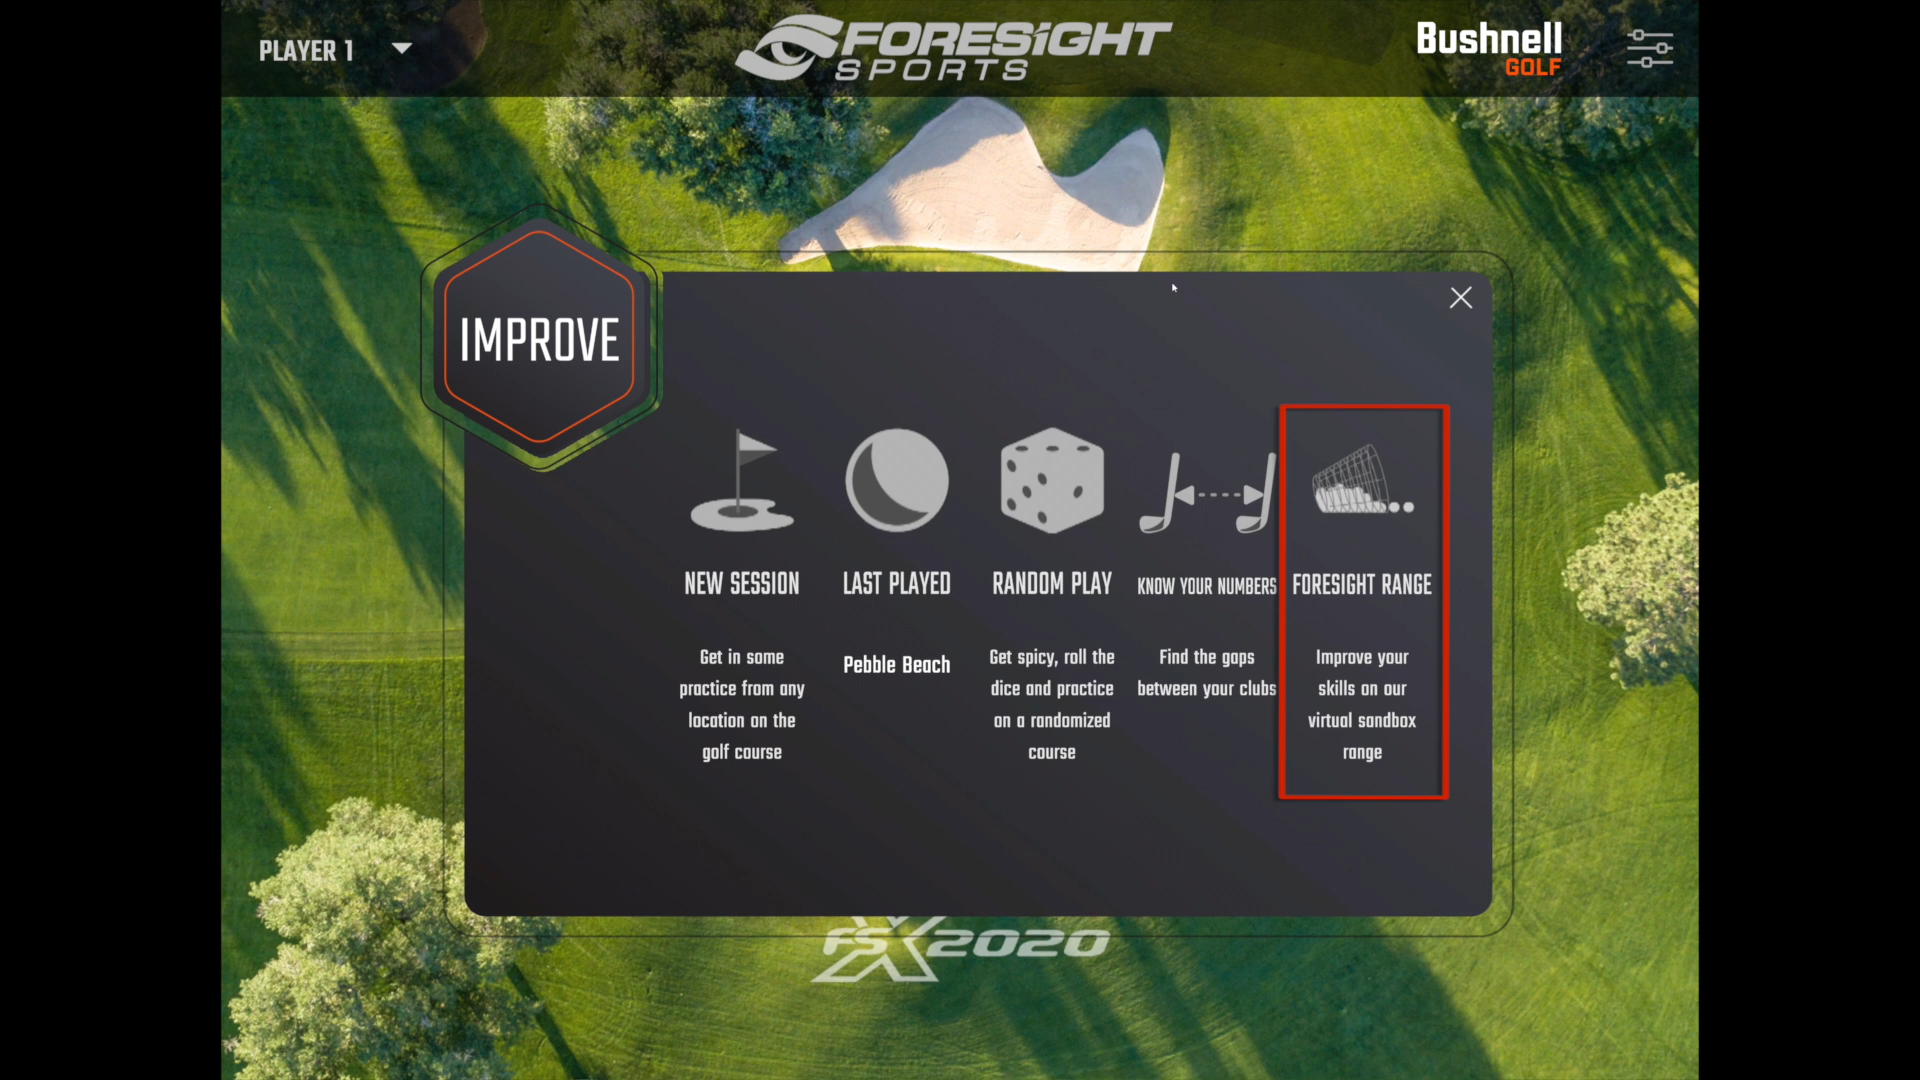 PLAYER 1
FORESIGHT
SPORTS
Bushnell
GOLF
IMPROVE
NEW SESSION
Get in some
practice from any
location on the
golf course
LAST PLAYED
Pebble Beach
RANDOM PLAY
Get spicy, roll the
dice and practice
on a randomized
course
KNOW YOUR NUMBERS
Find the gaps
between your clubs
FORESIGHT RANGE
Improve your
skills on our
virtual sandbox
range
FSX2020